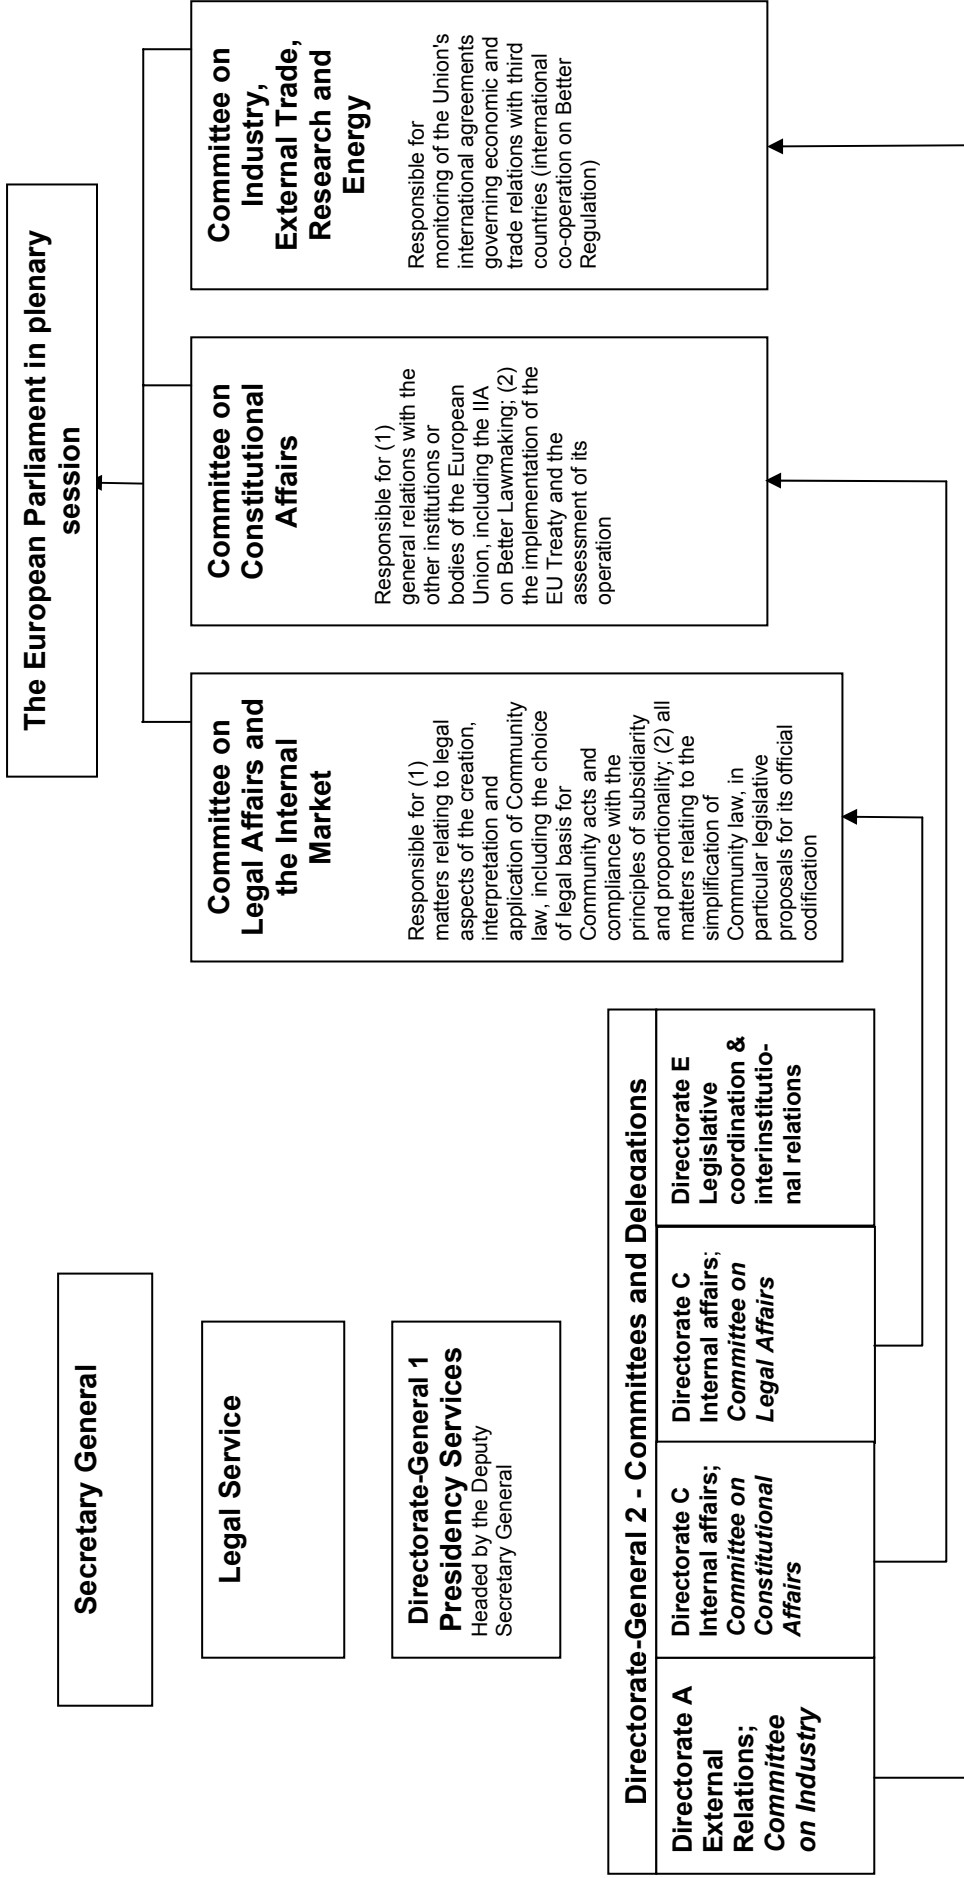 The European Parliament in plenary
session
Secretary General
Legal Service
Directorate-General 1
Presidency Services
Headed by the Deputy
Secretary General
Committee on
Legal Affairs and
the Internal
Market
Responsible for (1)
matters relating to legal
aspects of the creation,
interpretation and
application of Community
law, including the choice
of legal basis for
Community acts and
compliance with the
principles of subsidiarity
and proportionality; (2) all
matters relating to the
simplification of
Community law, in
particular legislative
proposals for its official
codification
Committee on
Constitutional
Affairs
Responsible for (1)
general relations with the
other institutions or
bodies of the European
Union, including the IIA
on Better Lawmaking; (2)
the implementation of the
EU Treaty and the
assessment of its
operation
Committee on
Industry,
External Trade,
Research and
Energy
Responsible for
monitoring of the Union's
international agreements
governing economic and
trade relations with third
countries (international
co-operation on Better
Regulation)
Directorate-General 2 - Committees and Delegations
Directorate A
External
Relations;
Committee
on Industry
Directorate C
Internal affairs;
Committee on
Constitutional
Affairs
Directorate C
Internal affairs;
Committee on
Legal Affairs
Directorate E
Legislative
coordination &
interinstitutio-
nal relations